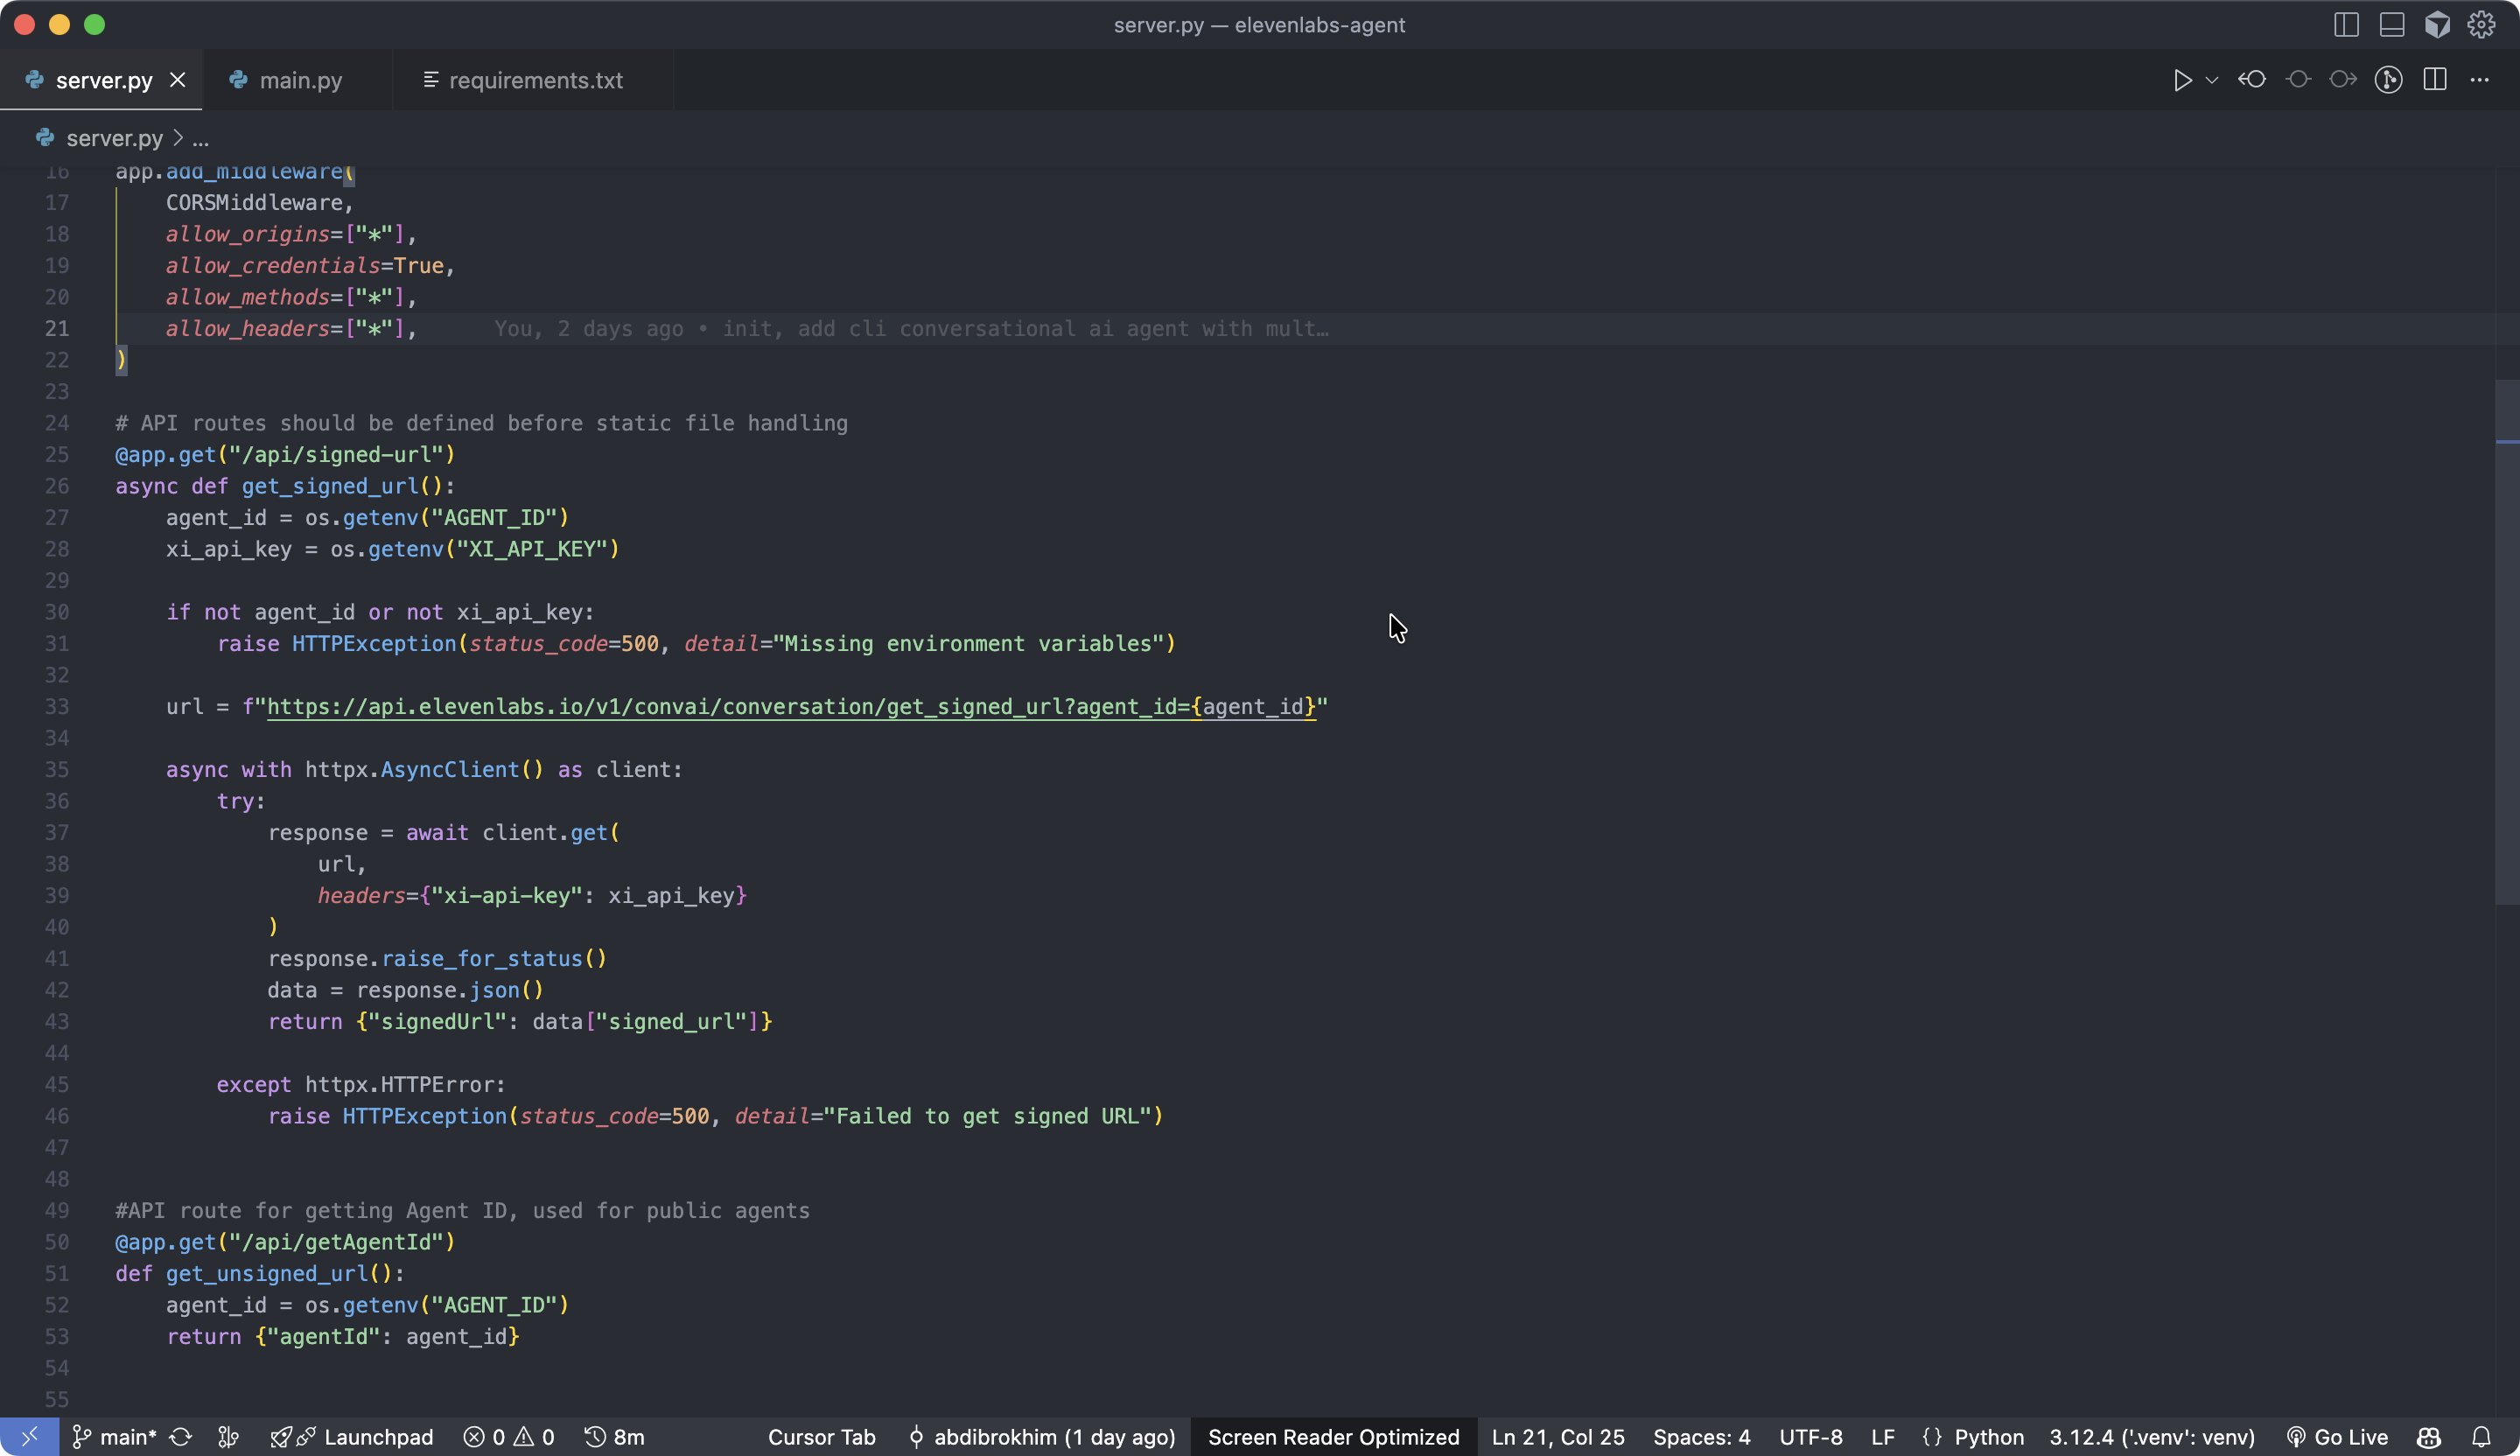 server.py — elevenlabs-agent
server.py
main.py
requirements.txt
server.py > ...
16 app.add_middleware(
17     CORSMiddleware,
18     allow_origins=["*"],
19     allow_credentials=True,
20     allow_methods=["*"],
21     allow_headers=["*"],     You, 2 days ago • init, add cli conversational ai agent with mult…
22 )
23
24 # API routes should be defined before static file handling
25 @app.get("/api/signed-url")
26 async def get_signed_url():
27     agent_id = os.getenv("AGENT_ID")
28     xi_api_key = os.getenv("XI_API_KEY")
29
30     if not agent_id or not xi_api_key:
31         raise HTTPException(status_code=500, detail="Missing environment variables")
32
33     url = f"https://api.elevenlabs.io/v1/convai/conversation/get_signed_url?agent_id={agent_id}"
34
35     async with httpx.AsyncClient() as client:
36         try:
37             response = await client.get(
38                 url,
39                 headers={"xi-api-key": xi_api_key}
40             )
41             response.raise_for_status()
42             data = response.json()
43             return {"signedUrl": data["signed_url"]}
44
45         except httpx.HTTPError:
46             raise HTTPException(status_code=500, detail="Failed to get signed URL")
47
48
49 #API route for getting Agent ID, used for public agents
50 @app.get("/api/getAgentId")
51 def get_unsigned_url():
52     agent_id = os.getenv("AGENT_ID")
53     return {"agentId": agent_id}
54
55
main* Launchpad 0 0 8m Cursor Tab abdibrokhim (1 day ago) Screen Reader Optimized Ln 21, Col 25 Spaces: 4 UTF-8 LF {} Python 3.12.4 ('.venv': venv) Go Live